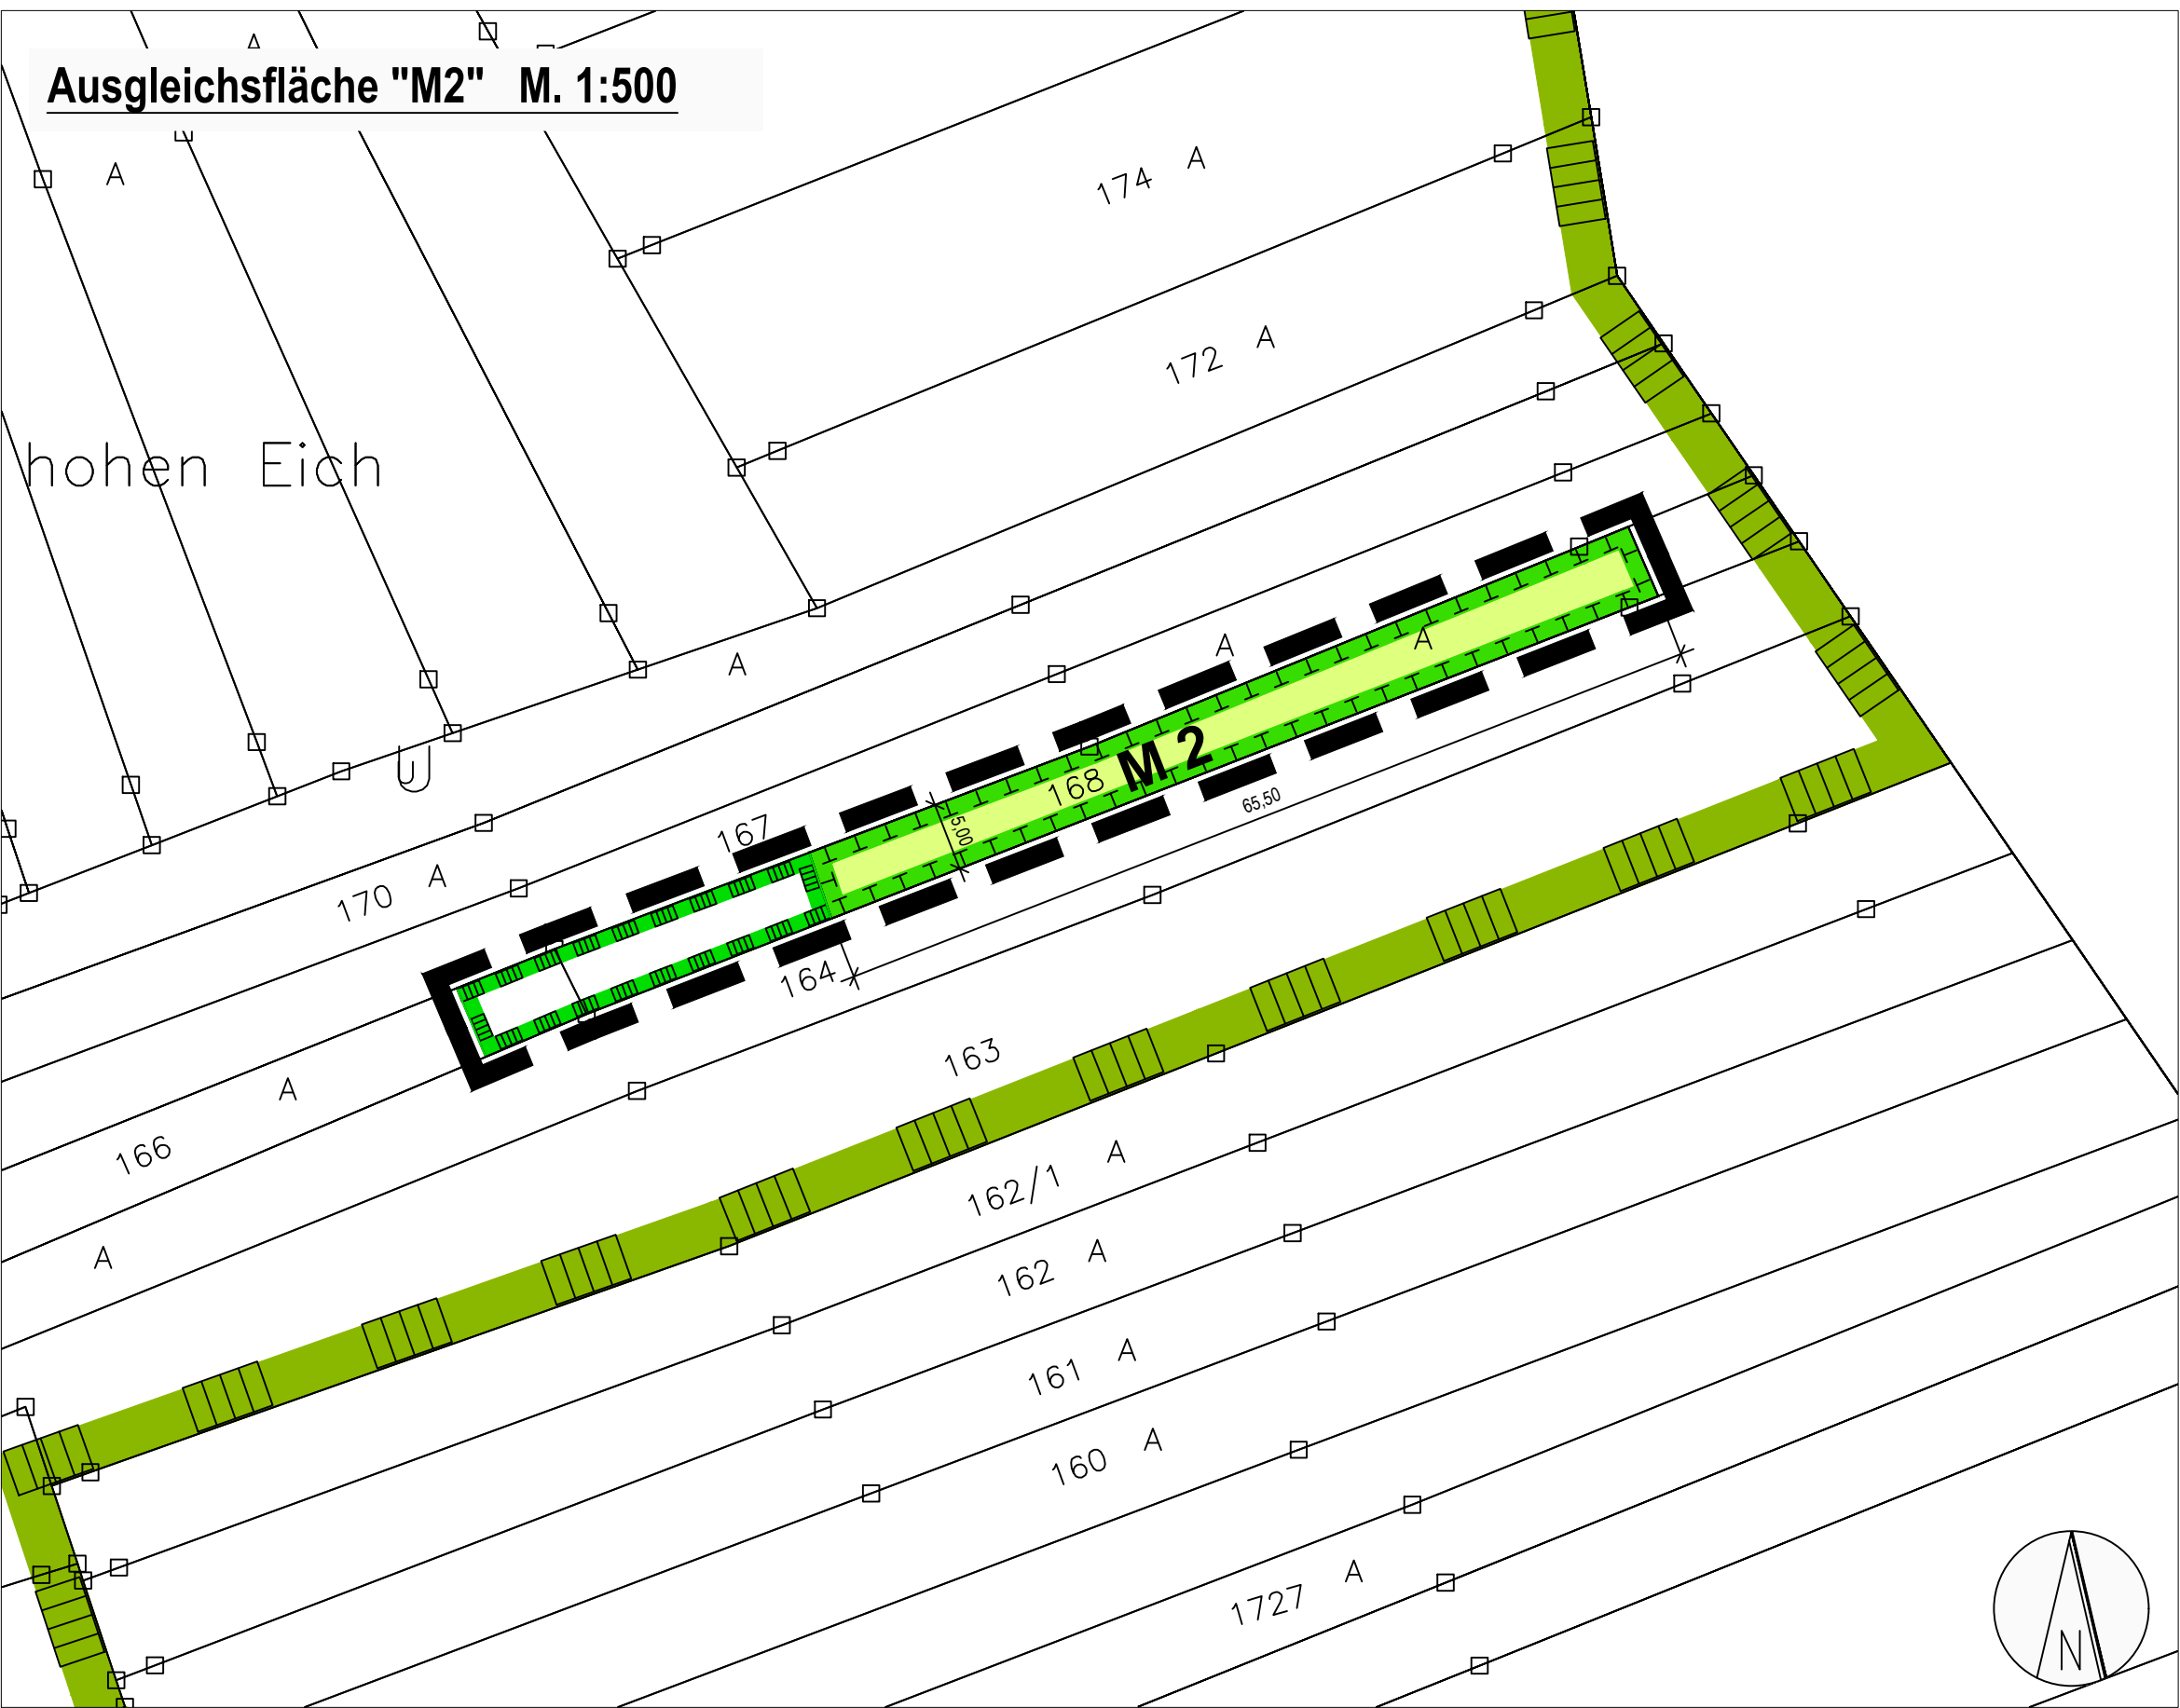 A
Ausgleichsfläche "M2" M. 1:500
A
174 A
172 A
hohen Eich
A
A
A
U
M 2
168
65,50
5,00
167
170 A
164
163
A
166
162/1 A
A
162 A
161 A
160 A
1727 A
N